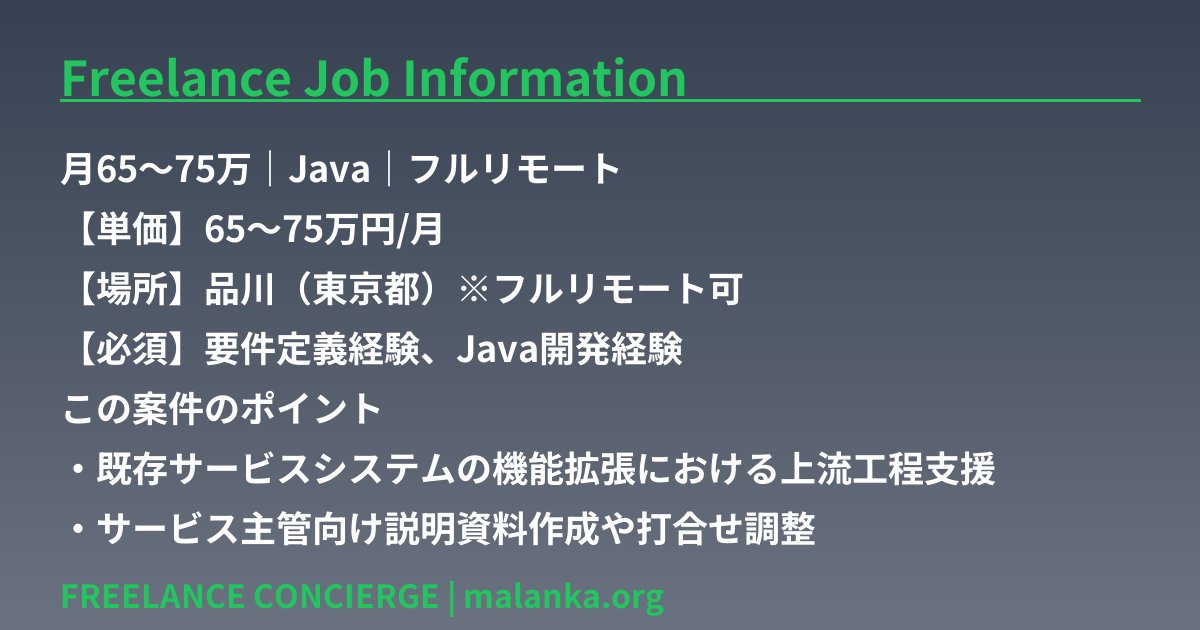 Freelance Job Information
月65〜75万｜Java｜フルリモート
【単価】65〜75万円/月
【場所】品川（東京都）※フルリモート可
【必須】要件定義経験、Java開発経験
この案件のポイント
・既存サービスシステムの機能拡張における上流工程支援
・サービス主管向け説明資料作成や打合せ調整
FREELANCE CONCIERGE | malanka.org